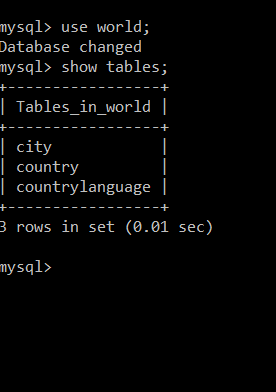 mysql> use world;
Database changed
mysql> show tables;
+-----------------+
| Tables_in_world |
+-----------------+
| city            |
| country         |
| countrylanguage |
+-----------------+
3 rows in set (0.01 sec)

mysql>